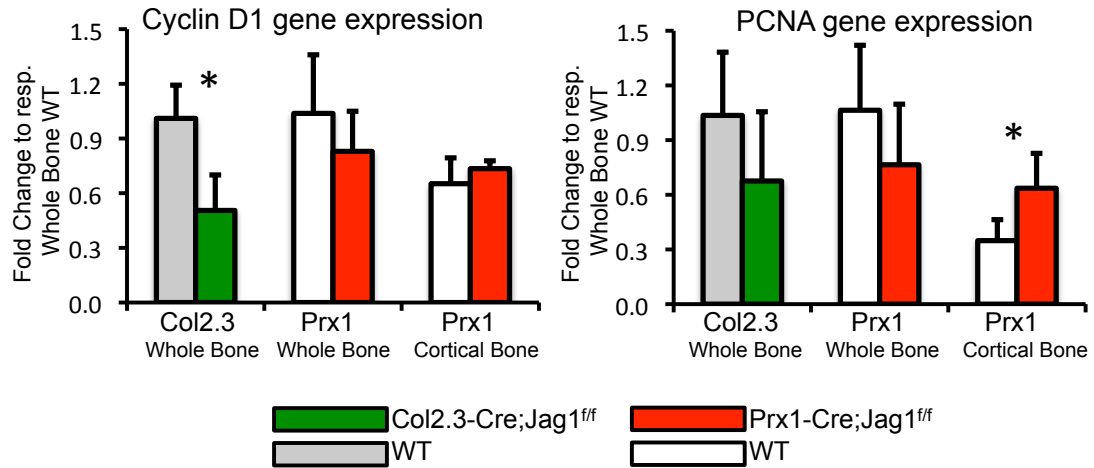 Cyclin D1 gene expression
Fold Change to resp.
Whole Bone WT
1.5
1.2
0.9
0.6
0.3
0.0
*
Col2.3
Whole Bone
Prx1
Whole Bone
Prx1
Cortical Bone
PCNA gene expression
Fold Change to resp.
Whole Bone WT
1.5
1.2
0.9
0.6
0.3
0.0
*
Col2.3
Whole Bone
Prx1
Whole Bone
Prx1
Cortical Bone
Col2.3-Cre;Jag1f/f
WT
Prx1-Cre;Jag1f/f
WT